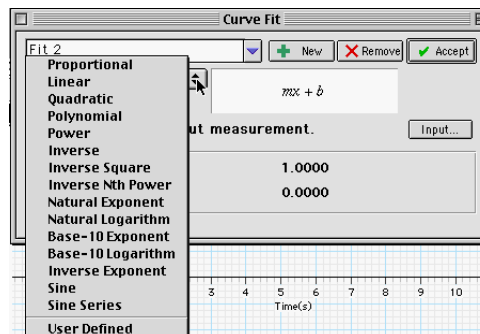 Curve Fit
Fit 2
New
Remove
Accept
Proportional
Linear
Quadratic
Polynomial
Power
Inverse
Inverse Square
Inverse Nth Power
Natural Exponent
Natural Logarithm
Base-10 Exponent
Base-10 Logarithm
Inverse Exponent
Sine
Sine Series
User Defined
mx + b
ut measurement.
Input...
1.0000
0.0000
3 4 5 6 7 8 9 10
Time(s)